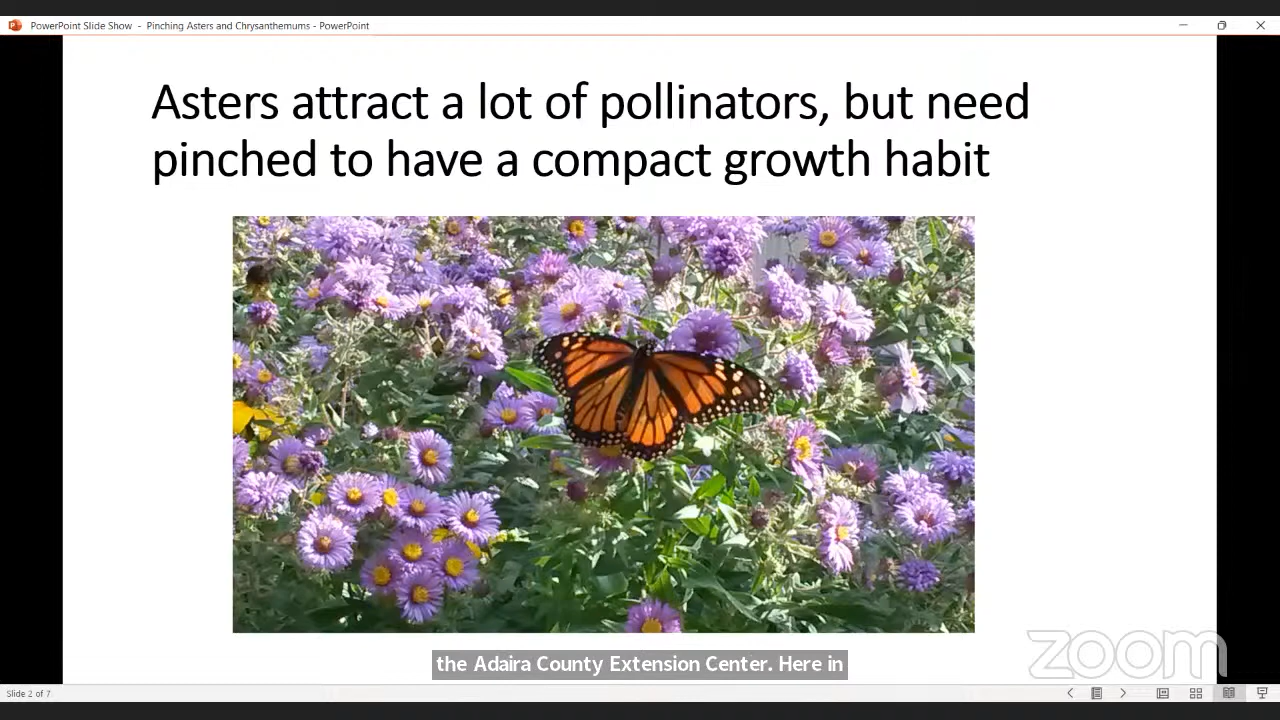 PowerPoint Slide Show - Pinching Asters and Chrysanthemums - PowerPoint
Asters attract a lot of pollinators, but need
pinched to have a compact growth habit
zoom
the Adaira County Extension Center. Here in
Slide 2 of 7